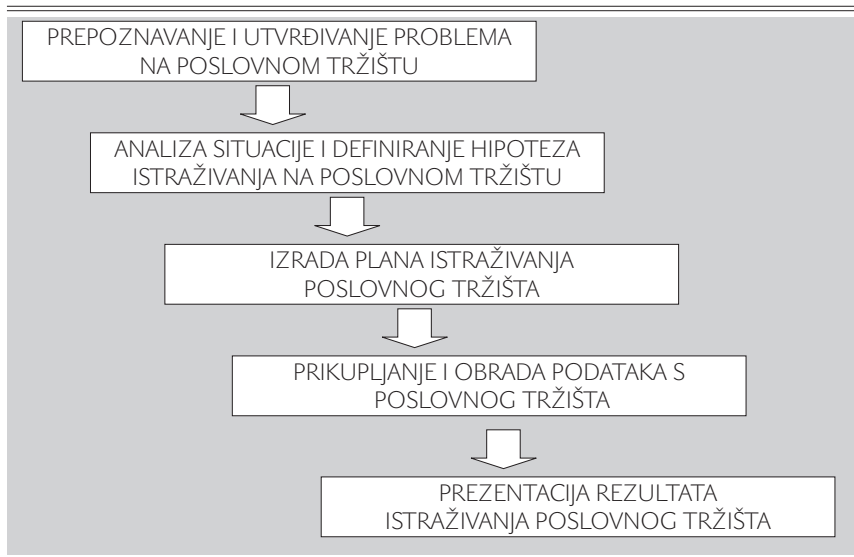 PREPOZNAVANJE I UTVRĐIVANJE PROBLEMA
NA POSLOVNOM TRŽIŠTU
ANALIZA SITUACIJE I DEFINIRANJE HIPOTEZA
ISTRAŽIVANJA NA POSLOVNOM TRŽIŠTU
IZRADA PLANA ISTRAŽIVANJA
POSLOVNOG TRŽIŠTA
PRIKUPLJANJE I OBRADA PODATAKA S
POSLOVNOG TRŽIŠTA
PREZENTACIJA REZULTATA
ISTRAŽIVANJA POSLOVNOG TRŽIŠTA